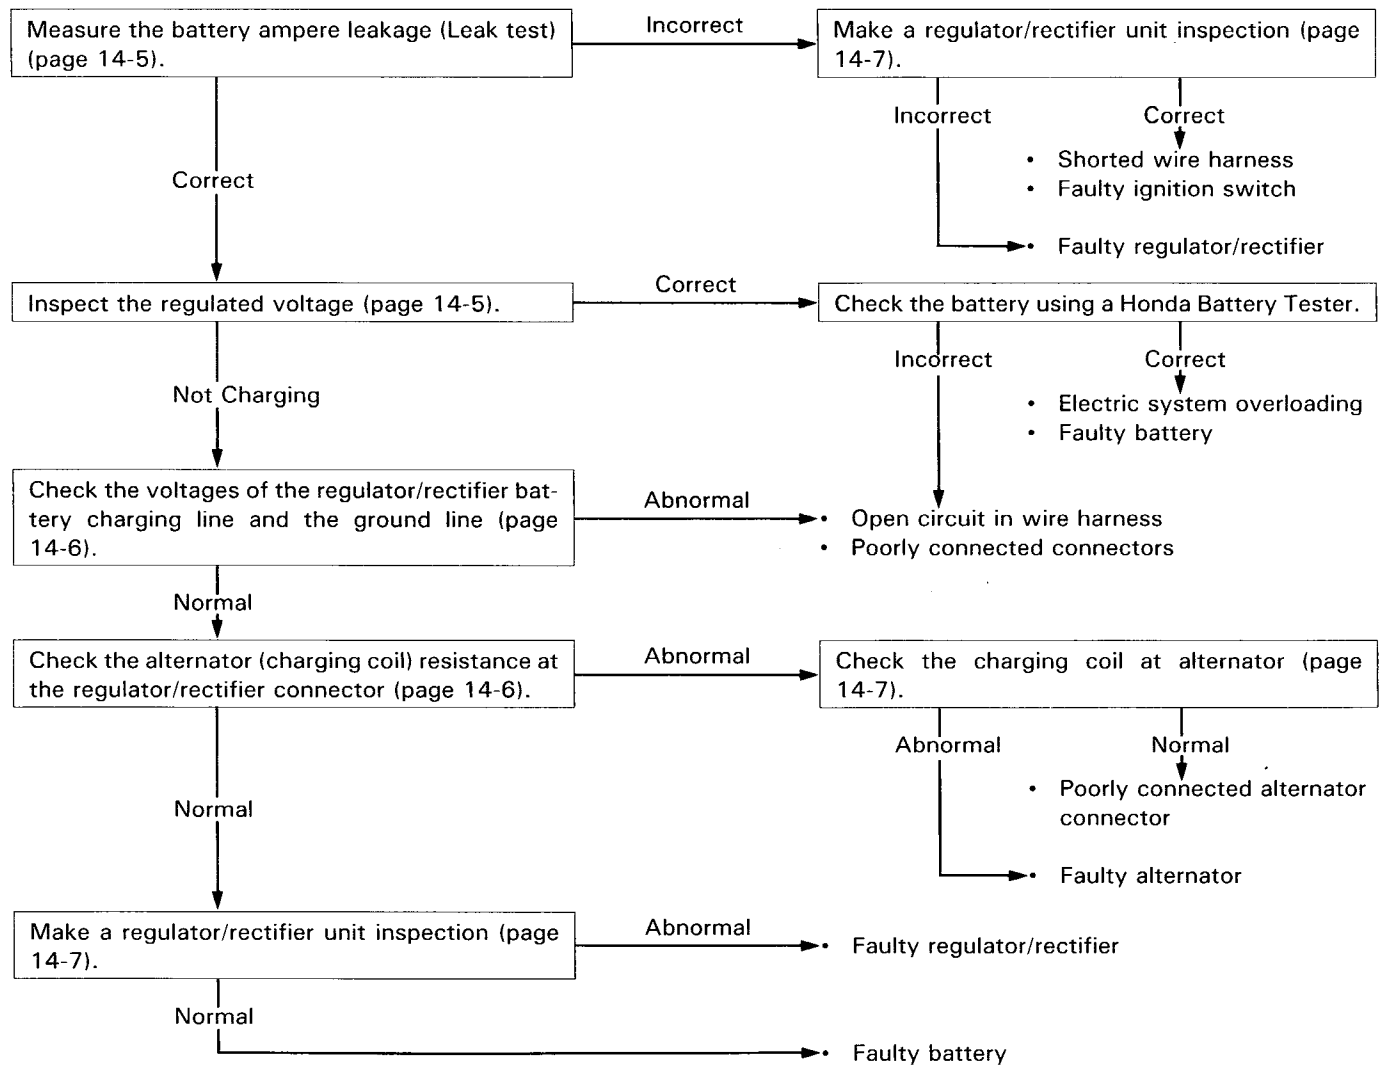 Measure the battery ampere leakage (Leak test)
(page 14-5).
Incorrect
Make a regulator/rectifier unit inspection (page
14-7).
Incorrect
Correct
• Shorted wire harness
• Faulty ignition switch
Correct
• Faulty regulator/rectifier
Inspect the regulated voltage (page 14-5).
Correct
Check the battery using a Honda Battery Tester.
Incorrect
Correct
Not Charging
• Electric system overloading
• Faulty battery
Check the voltages of the regulator/rectifier bat-
tery charging line and the ground line (page
14-6).
Abnormal
• Open circuit in wire harness
• Poorly connected connectors
Normal
Check the alternator (charging coil) resistance at
the regulator/rectifier connector (page 14-6).
Abnormal
Check the charging coil at alternator (page
14-7).
Abnormal
Normal
• Poorly connected alternator
connector
Normal
• Faulty alternator
Make a regulator/rectifier unit inspection (page
14-7).
Abnormal
• Faulty regulator/rectifier
Normal
• Faulty battery